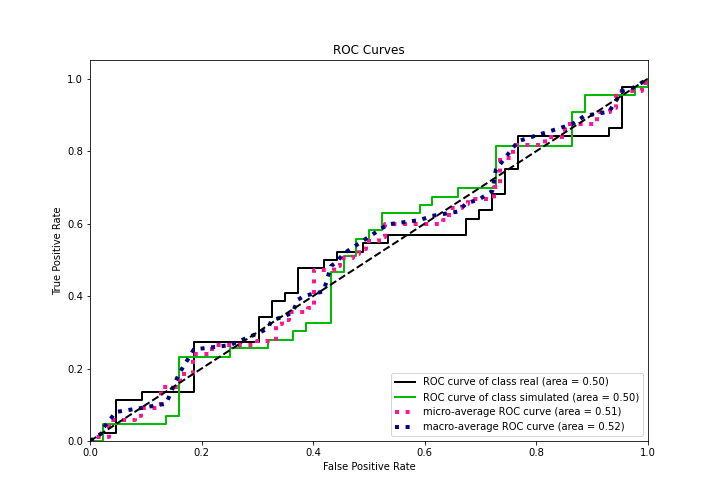 ROC Curves
True Positive Rate
1.0
0.8
0.6
0.4
0.2
0.0
ROC curve of class real (area = 0.50)
ROC curve of class simulated (area = 0.50)
micro-average ROC curve (area = 0.51)
macro-average ROC curve (area = 0.52)
0.0 0.2 0.4 0.6 0.8 1.0
False Positive Rate